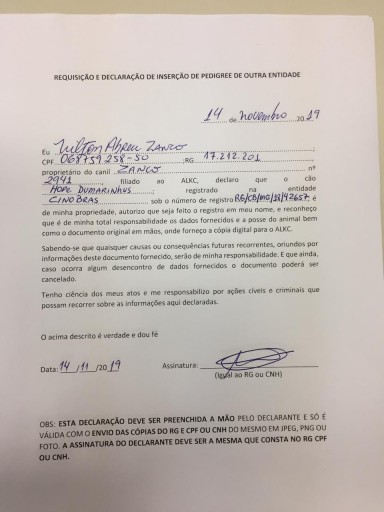 REQUISIÇÃO E DECLARAÇÃO DE INSERÇÃO DE PEDIGREE DE OUTRA ENTIDADE
14 de novembro 2019
Eu Milton Abreu Zanco
CPF 068759258-50 ;RG 17.212.201
proprietário do canil ZANCO nº
2941, filiado no ALKC, declaro que o cão
HOPE DUMARINHUS registrado na entidade
CINOBRAS sob o número de registro RG/CB/MG/18/42657, é
de minha propriedade, autorizo que seja feito o registro em meu nome, e reconheço
que é de minha total responsabilidade os dados fornecidos e a posse do animal bem
como o documento original em mãos, onde forneço a cópia digital para o ALKC.
Sabendo-se que quaisquer causas ou consequências futuras recorrentes, oriundos por
informações deste documento fornecido, serão de minha responsabilidade. E que ainda,
caso ocorra algum desencontro de dados fornecidos o documento poderá ser
cancelado.
Tenho ciência dos meus atos e me responsabilizo por ações cíveis e criminais que
possam recorrer sobre as informações aqui declaradas.
O acima descrito é verdade e dou fé
Data: 14 /11 /2019 Assinatura:
(Igual ao RG ou CNH)
OBS: ESTA DECLARAÇÃO DEVE SER PREENCHIDA A MÃO PELO DECLARANTE E SÓ É
VÁLIDA COM O ENVIO DAS CÓPIAS DO RG E CPF OU CNH DO MESMO EM JPEG, PNG OU
FOTO. A ASSINATURA DO DECLARANTE DEVE SER A MESMA QUE CONSTA NO RG CPF
OU CNH.